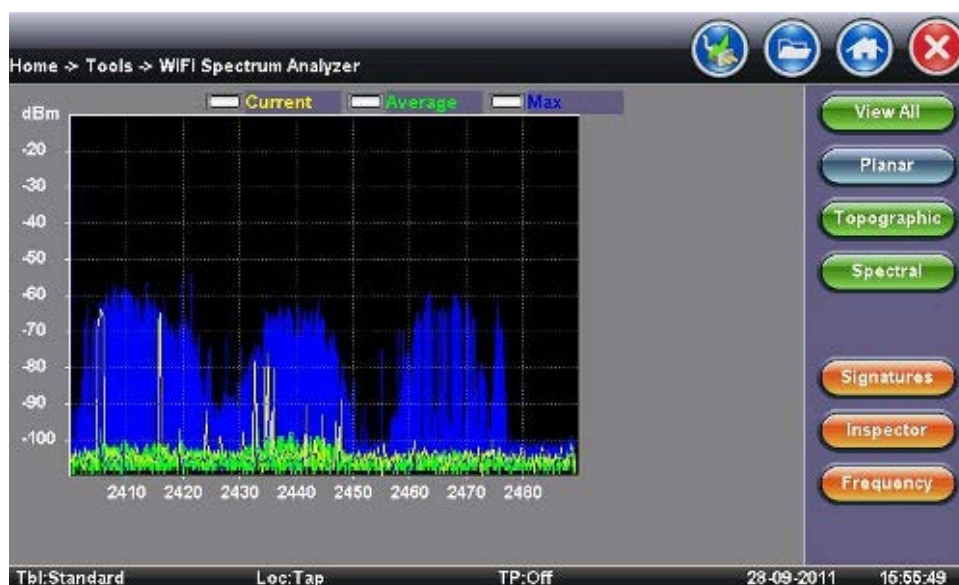 Home -> Tools -> WiFi Spectrum Analyzer
Current Average Max
dBm
-20
-30
-40
-50
-60
-70
-80
-90
-100
2410 2420 2430 2440 2450 2460 2470 2480
View All
Planar
Topographic
Spectral
Signatures
Inspector
Frequency
Tbl:Standard Loc:Tap TP:Off 28-09-2011 15:55:49